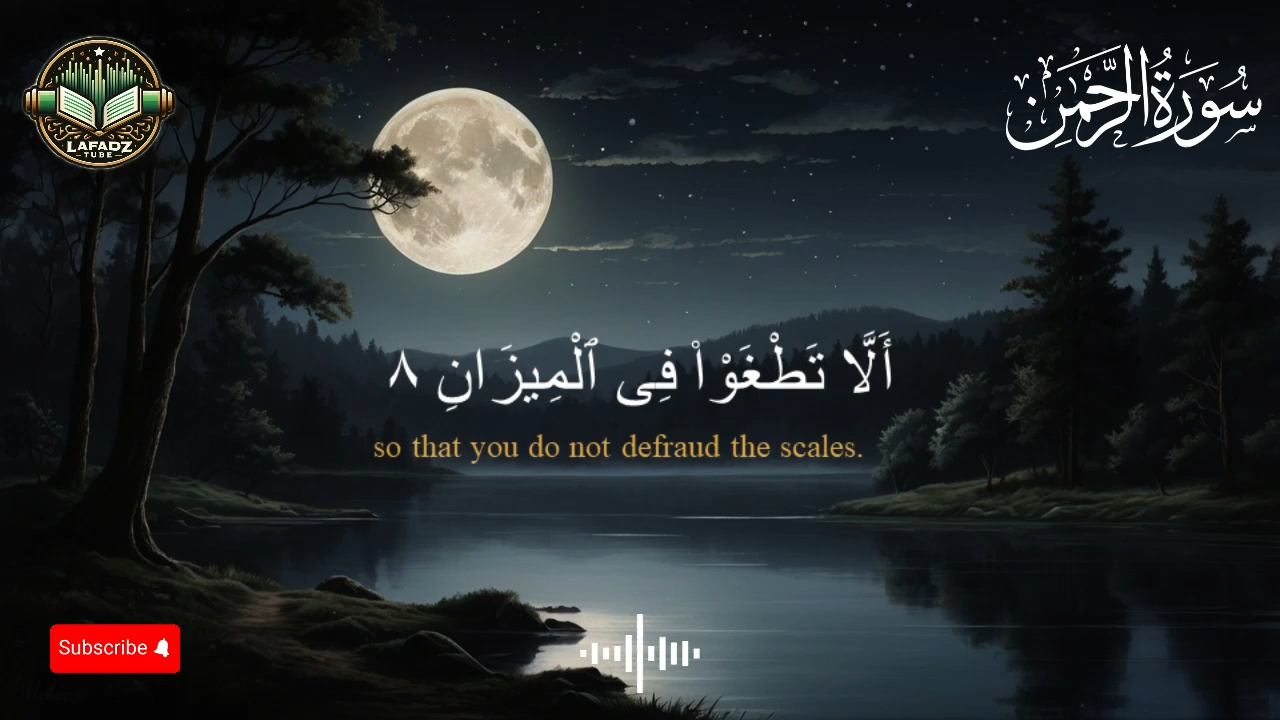 سُورَةُ الرَّحْمَنِ
LAFADZ
TUBE
أَلَّا تَطْغَوْا۟ فِى ٱلْمِيزَانِ ٨
so that you do not defraud the scales.
Subscribe